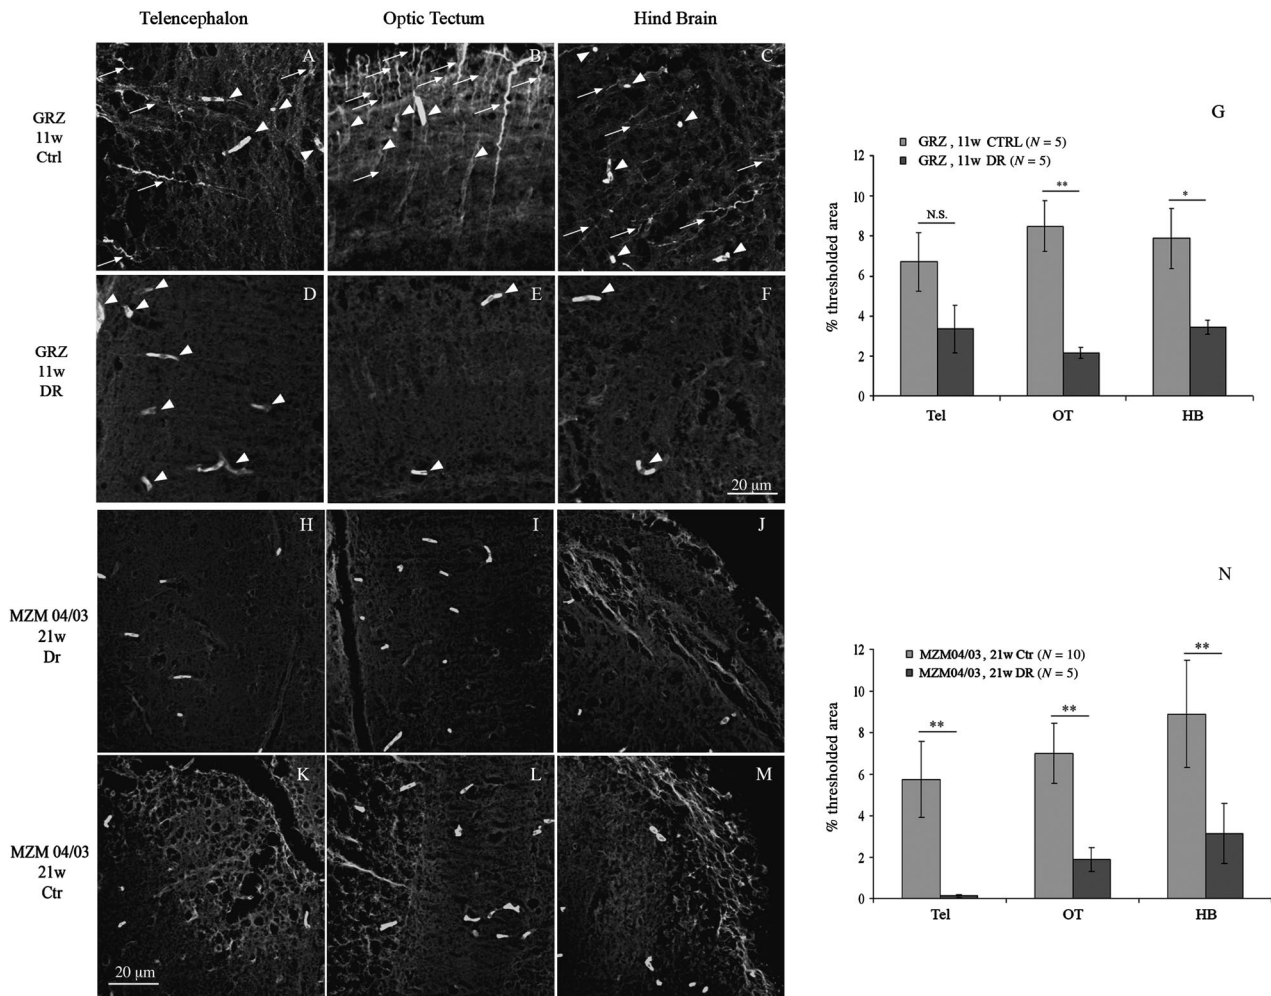 Telencephalon
Optic Tectum
Hind Brain
GRZ
11w
Ctrl
A
B
C
GRZ
11w
DR
D
E
F
20 µm
MZM 04/03
21w
Dr
H
I
J
MZM 04/03
21w
Ctr
K
L
M
20 µm
G
GRZ , 11w CTRL (N = 5)
GRZ , 11w DR (N = 5)
% thresholded area
12
10
8
6
4
2
0
N.S.
**
*
Tel
OT
HB
N
MZM04/03 , 21w Ctr (N = 10)
MZM04/03 , 21w DR (N = 5)
% thresholded area
12
10
8
6
4
2
0
**
**
**
Tel
OT
HB